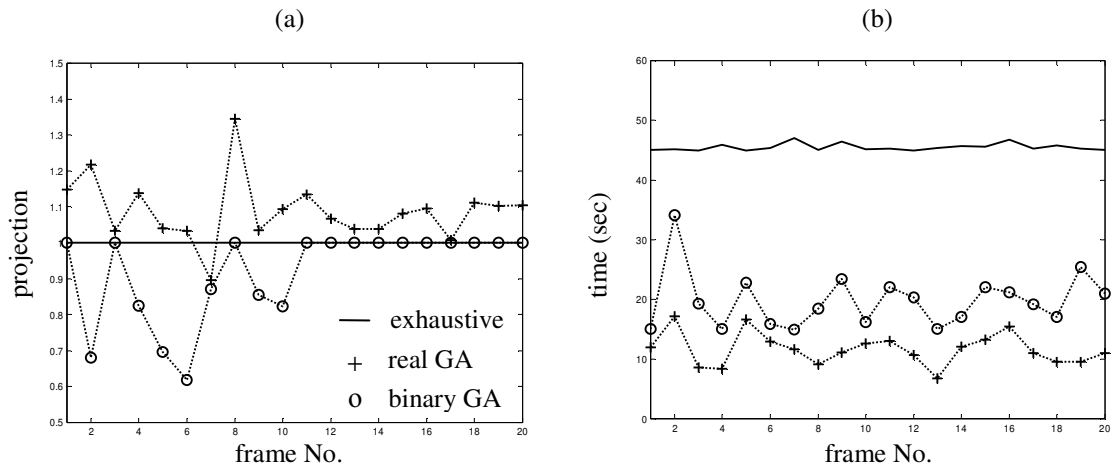 (a)
1.5
1.4
1.3
1.2
1.1
1
0.9
0.8
0.7
0.6
0.5
projection
exhaustive
real GA
binary GA
2 4 6 8 10 12 14 16 18 20
frame No.
(b)
60
50
40
30
20
10
0
time (sec)
2 4 6 8 10 12 14 16 18 20
frame No.